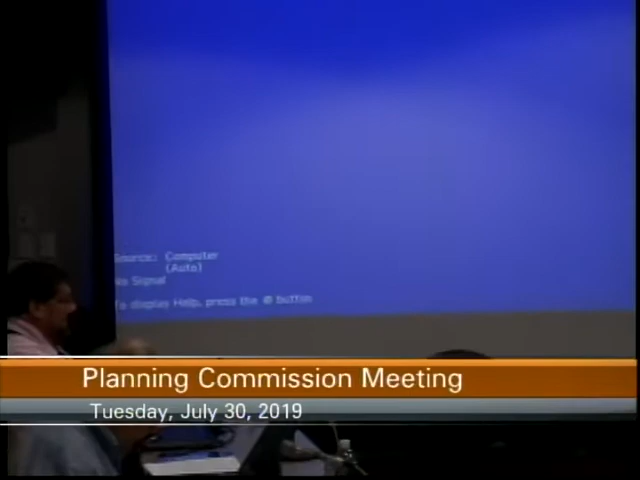 Source: Computer
(Auto)
No Signal
To display Help, press the button
Planning Commission Meeting
Tuesday, July 30, 2019